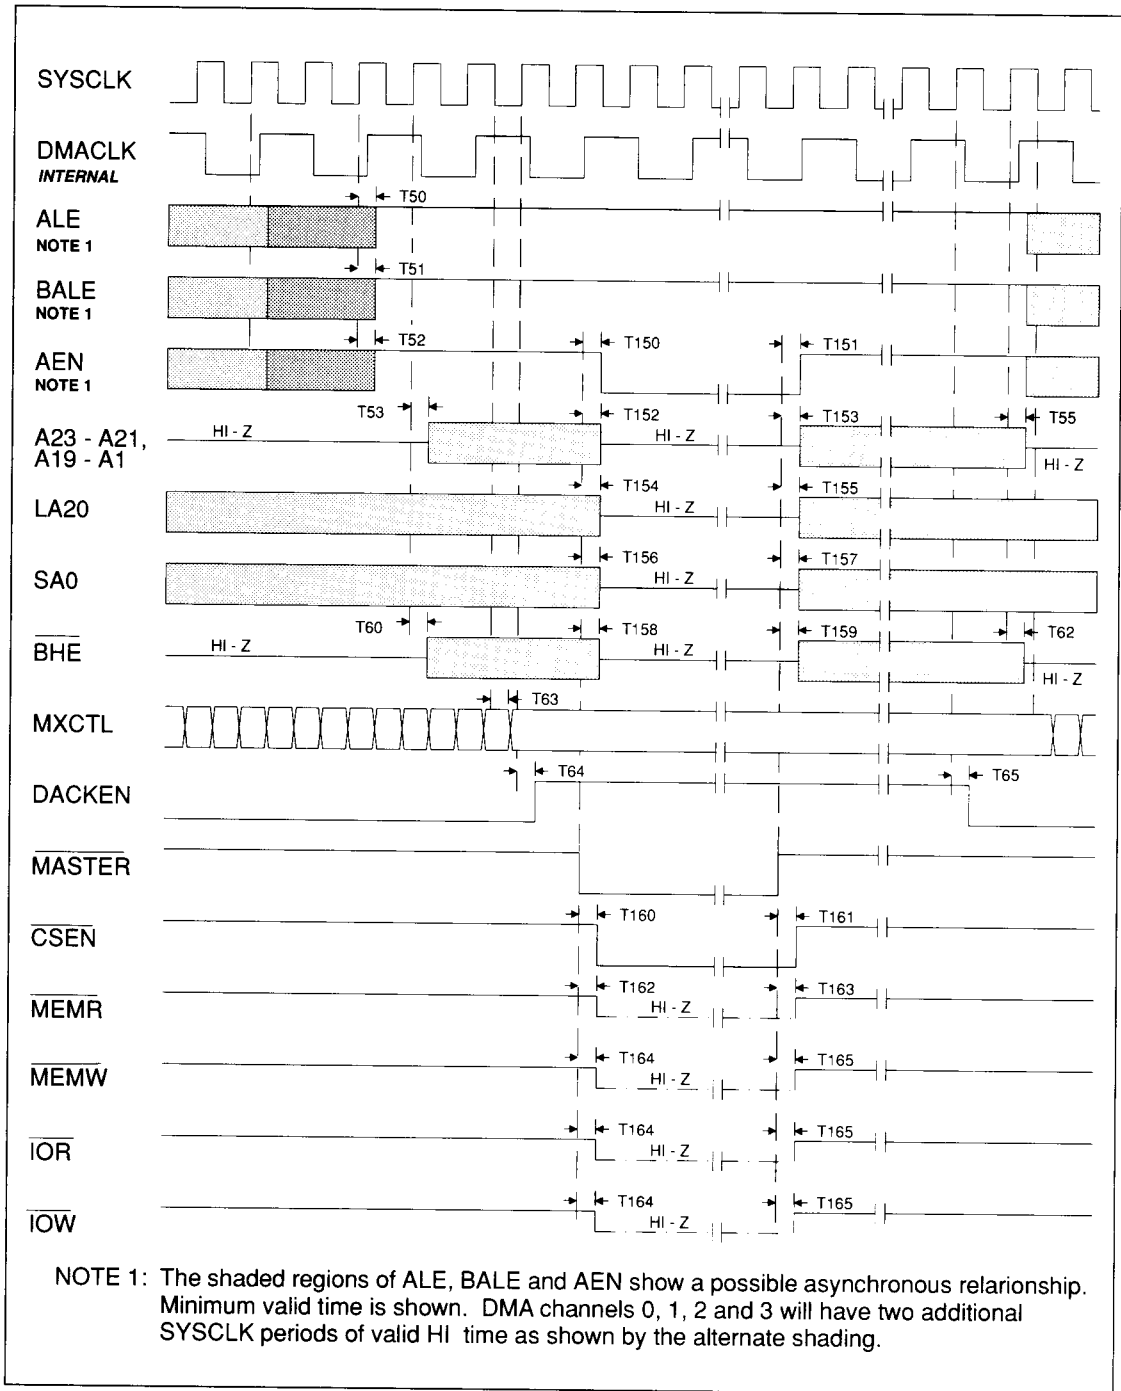 SYSCLK
DMACLK
INTERNAL
T50
ALE
NOTE 1
T51
BALE
NOTE 1
T52
T150
T151
AEN
NOTE 1
T53
T152
T153
T55
A23 - A21,
A19 - A1
HI - Z
HI - Z
HI - Z
T154
T155
LA20
HI - Z
T156
T157
SA0
HI - Z
T60
T158
T159
T62
BHE
HI - Z
HI - Z
HI - Z
T63
MXCTL
T64
T65
DACKEN
MASTER
T160
T161
CSEN
T162
T163
MEMR
HI - Z
T164
T165
MEMW
HI - Z
T164
T165
IOR
HI - Z
T164
T165
IOW
HI - Z
NOTE 1: The shaded regions of ALE, BALE and AEN show a possible asynchronous relarionship.
Minimum valid time is shown. DMA channels 0, 1, 2 and 3 will have two additional
SYSCLK periods of valid HI time as shown by the alternate shading.